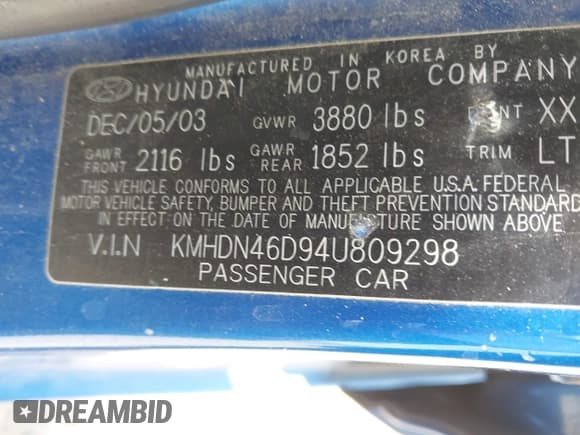 MANUFACTURED IN KOREA BY
HYUNDAI MOTOR COMPANY
DEC/05/03 GVWR 3880 lbs XX
GAWR FRONT 2116 lbs GAWR REAR 1852 lbs TRIM LT
THIS VEHICLE CONFORMS TO ALL APPLICABLE U.S.A. FEDERAL
MOTOR VEHICLE SAFETY, BUMPER AND THEFT PREVENTION STANDARD
IN EFFECT ON THE DATE OF MANUFACTURE SHOWN ABOVE
V.I.N KMHDN46D94U809298
PASSENGER CAR
DREAMBID